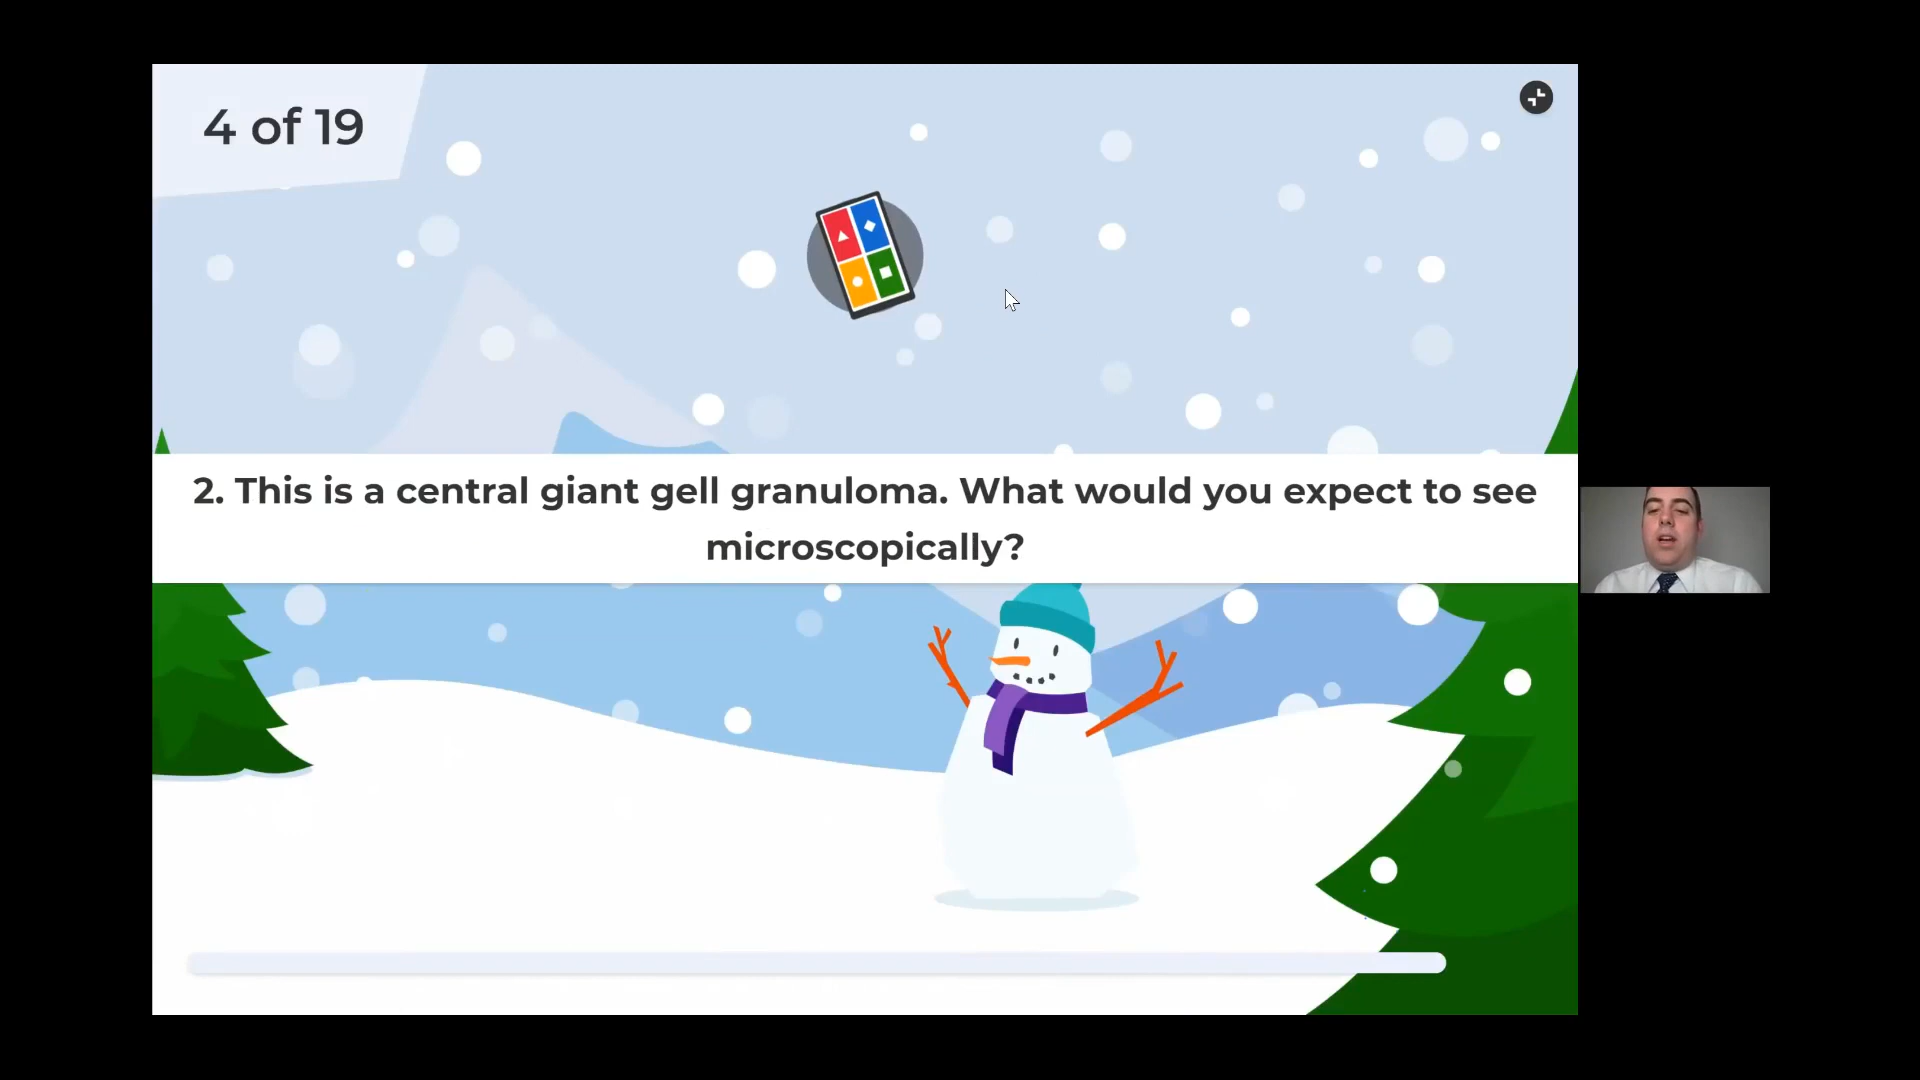 4 of 19
2. This is a central giant gell granuloma. What would you expect to see
microscopically?